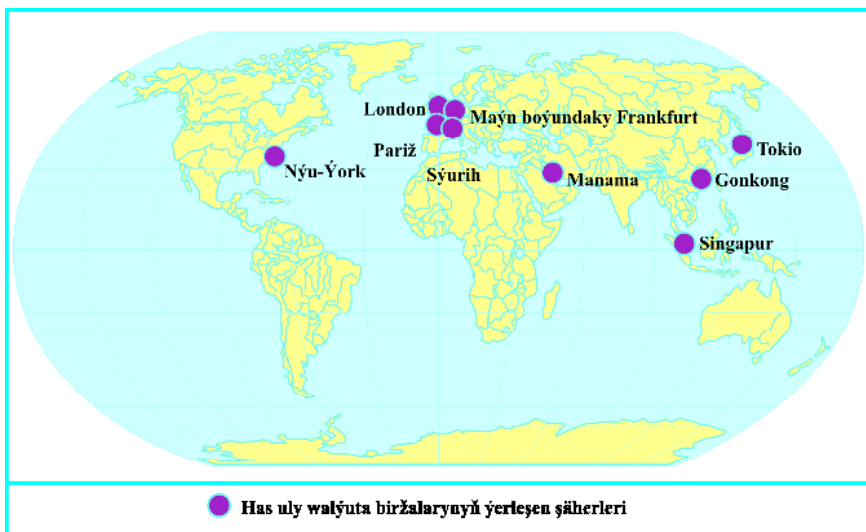 London
Maýn boýundaky Frankfurt
Pariž
Tokio
Nýu-Ýork
Sýurih
Manama
Gonkong
Singapur
Has uly walýuta biržalarynyň ýerleşen şäherleri